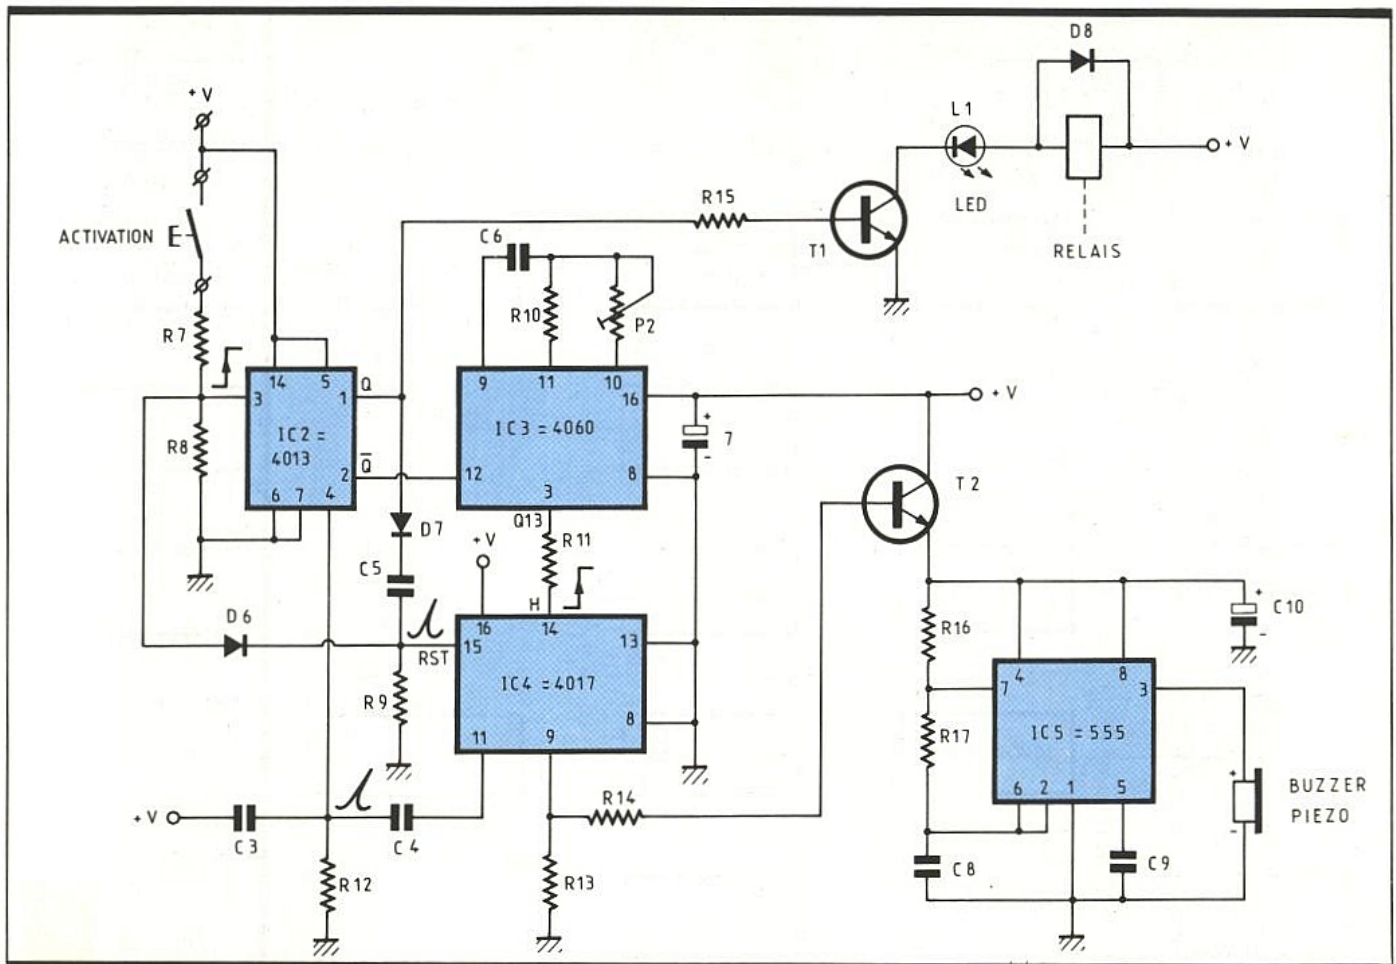 D8
+ V
L1
+ V
R15
LED
ACTIVATION
C6
T1
RELAIS
R7
R10
P2
14 5 Q
9 11 10
3 1
16
+ V
IC2 =
4013
IC3 = 4060
+
7
-
R8
2 Q̅
12
8
T2
6 7 4
3
D7
Q13
+ V
R11
C5
H
+
C10
-
D6
16 14
R16
15
13
RST
4 8
7 3
IC4 = 4017
R9
8
R17
IC5 = 555
11 9
6 2 1 5
+
BUZZER
PIEZO
-
R14
+ V
C3
C4
C8
C9
R12
R13